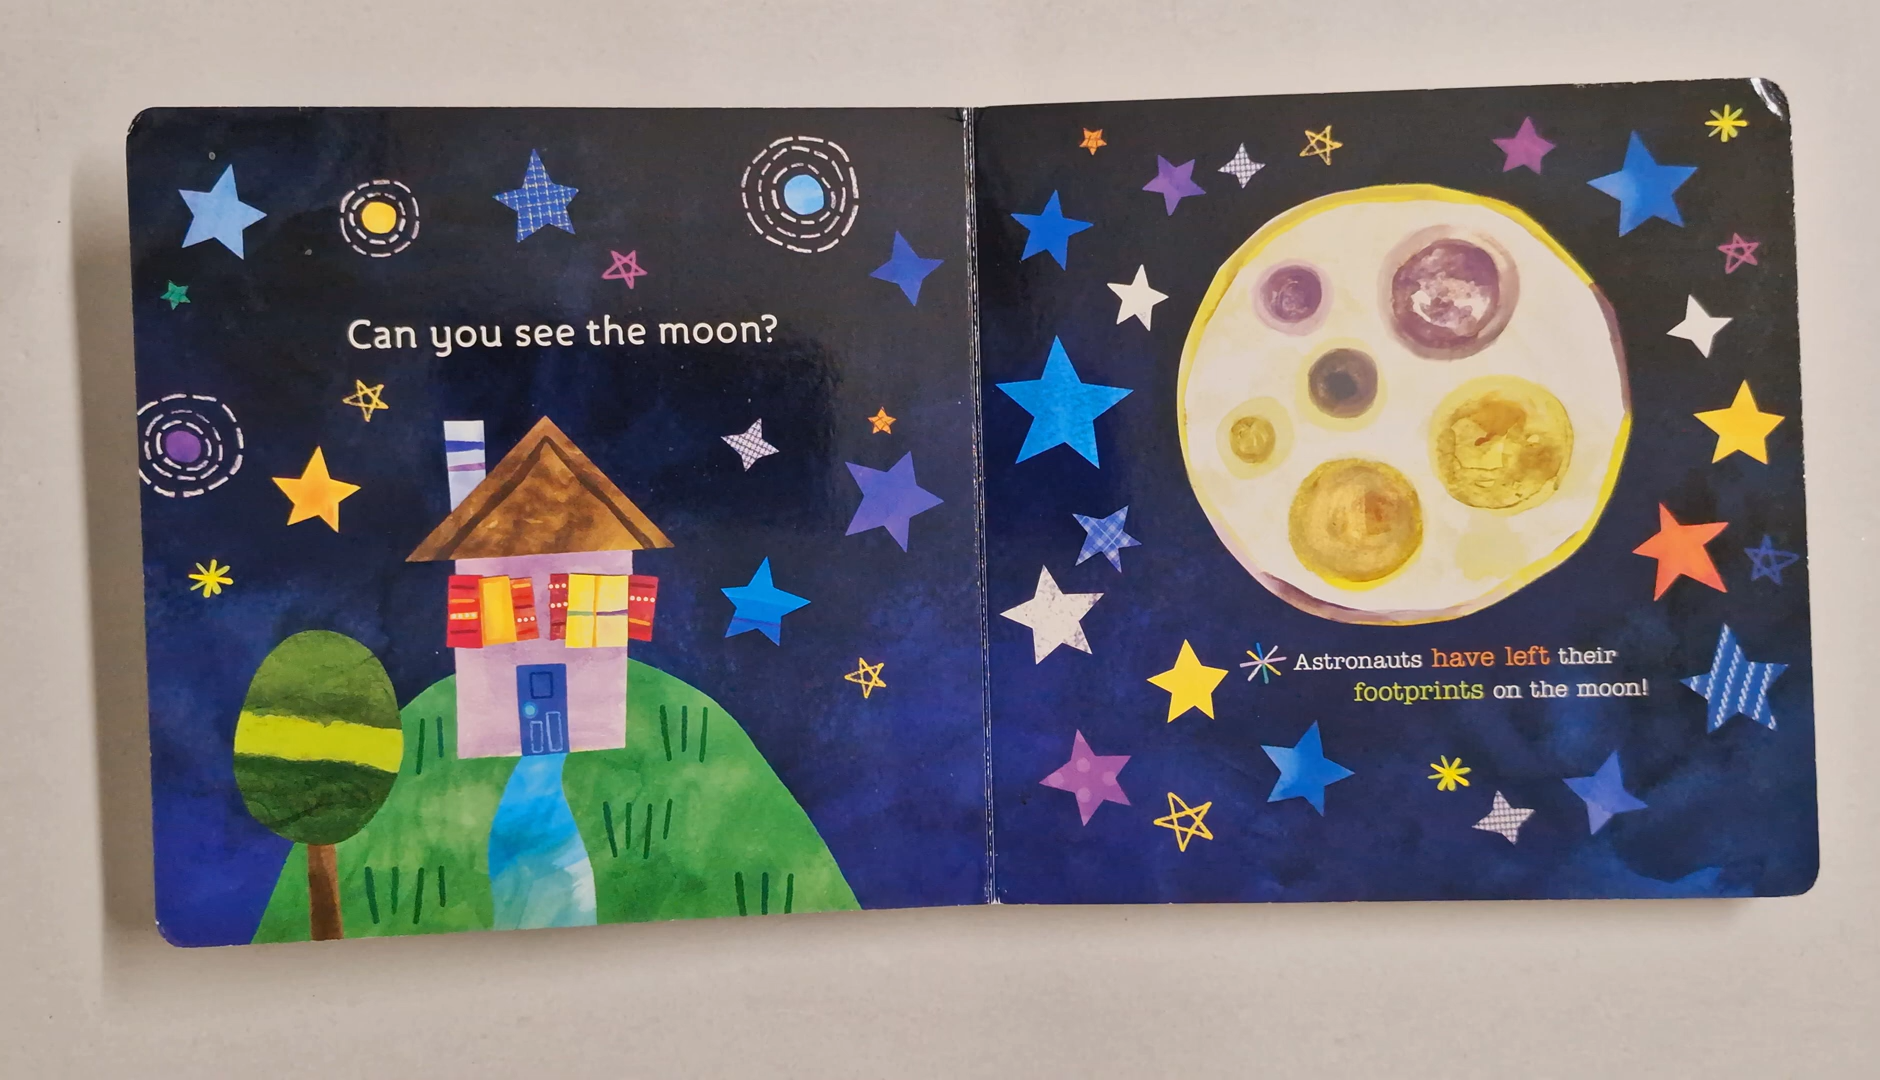 Can you see the moon?
Astronauts have left their
footprints on the moon!